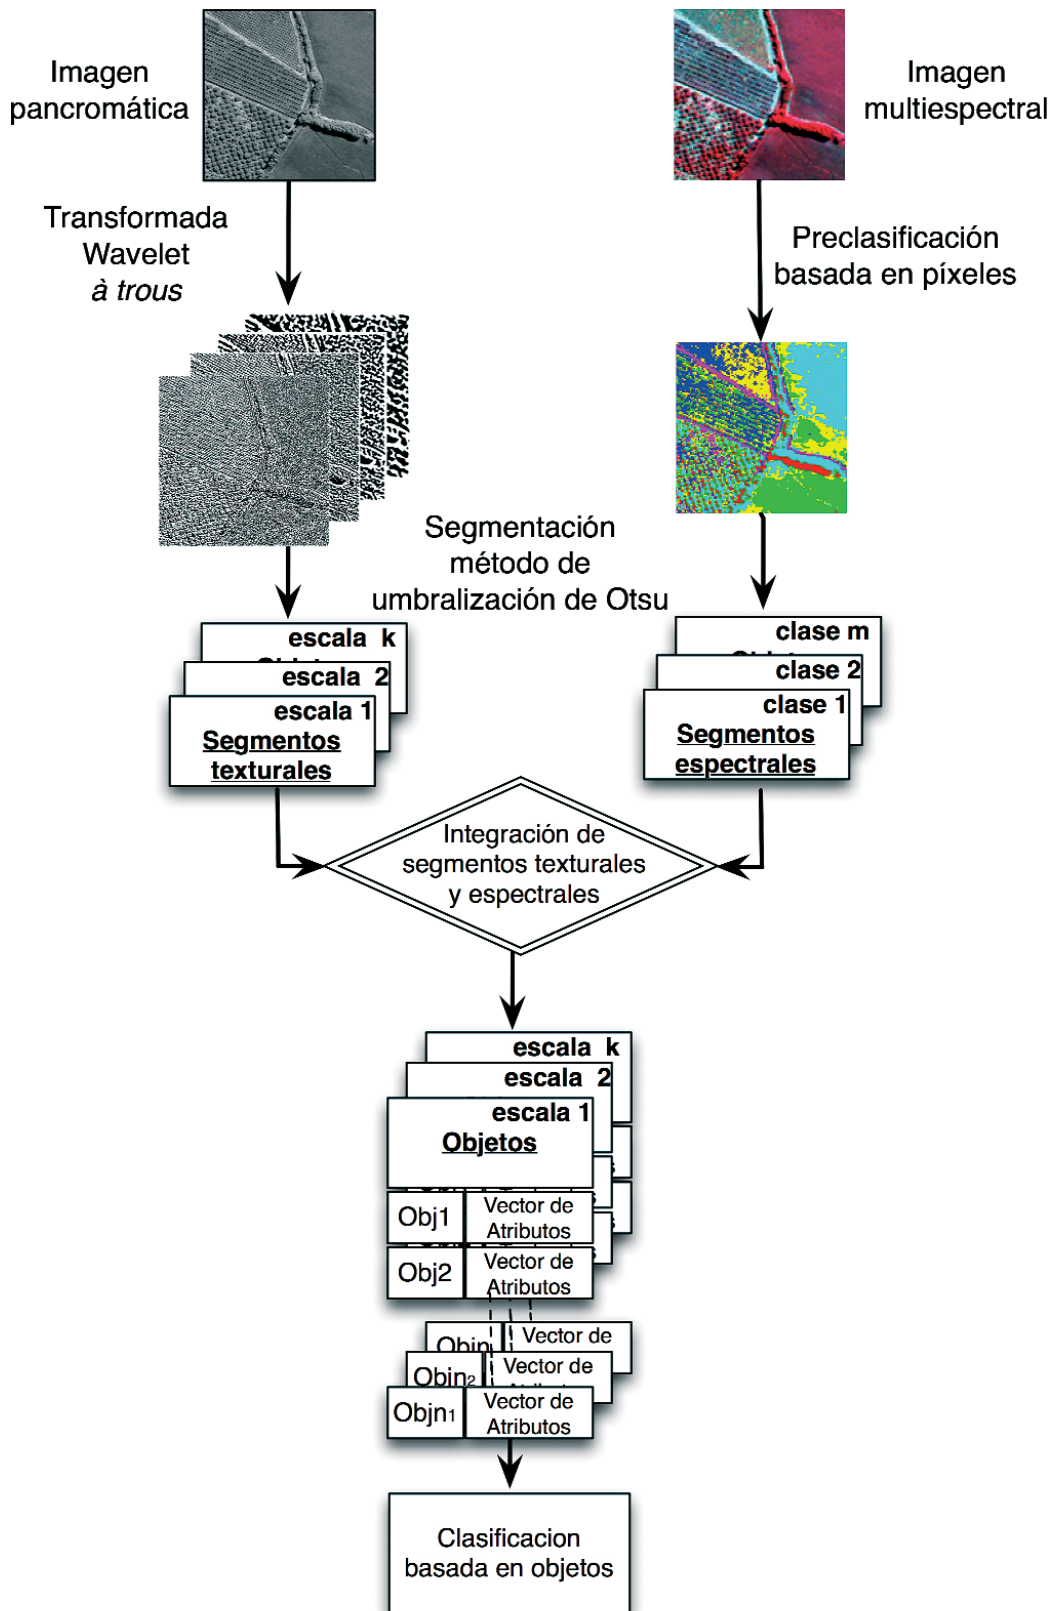 Imagen
pancromática
Imagen
multiespectral
Transformada
Wavelet
à trous
Preclasificación
basada en píxeles
Segmentación
método de
umbralización de Otsu
escala k
escala 2
escala 1
Segmentos
texturales
clase m
clase 2
clase 1
Segmentos
espectrales
Integración de
segmentos texturales
y espectrales
escala k
escala 2
escala 1
Objetos
Obj1
Vector de
Atributos
Obj2
Vector de
Atributos
Vector de
Objn2
Vector de
Objn1
Vector de
Atributos
Clasificacion
basada en objetos